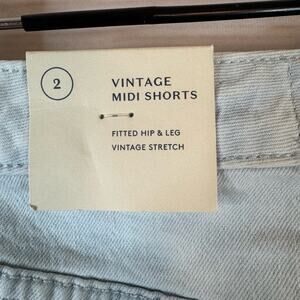 2
VINTAGE
MIDI SHORTS
FITTED HIP & LEG
VINTAGE STRETCH